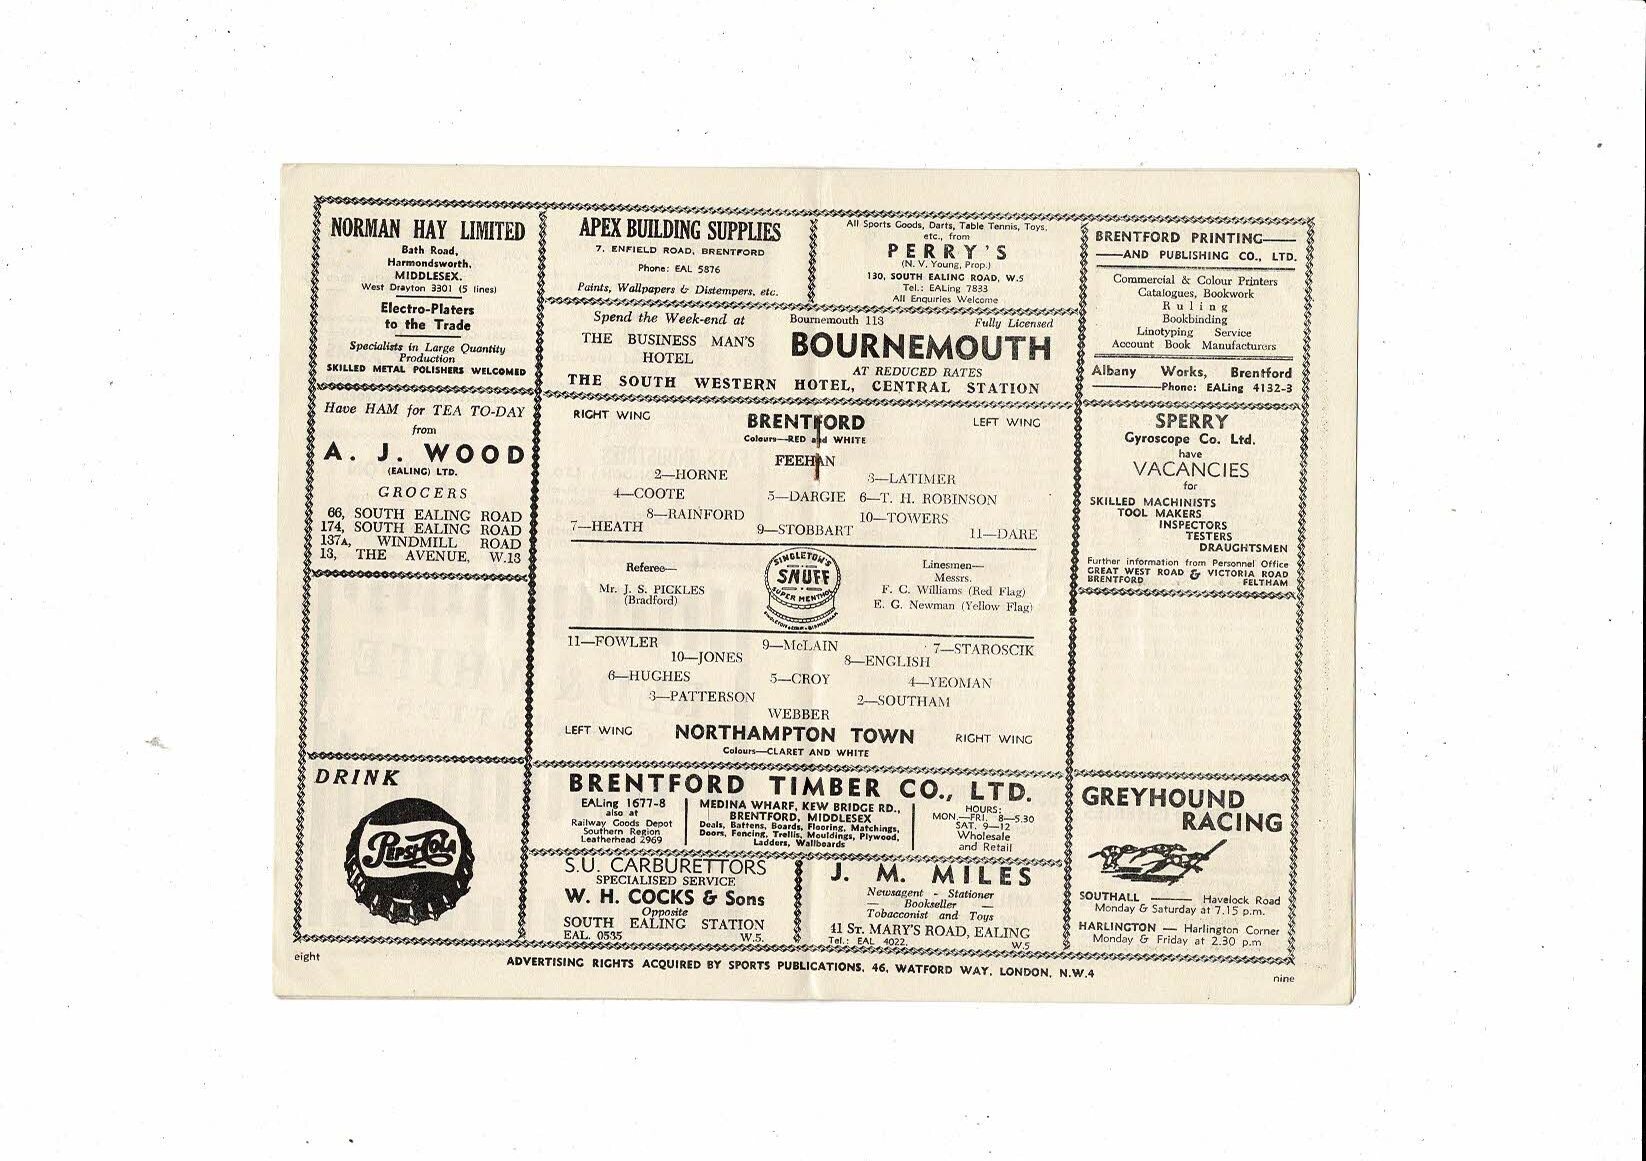 NORMAN HAY LIMITED
Bath Road,
Harmondsworth,
MIDDLESEX.
West Drayton 3301 (5 lines)
Electro-Platers
to the Trade
Specialists in Large Quantity
Production
SKILLED METAL POLISHERS WELCOMED
APEX BUILDING SUPPLIES
7, ENFIELD ROAD, BRENTFORD
Phone: EAL 5876
Paints, Wallpapers & Distempers, etc.
All Sports Goods, Darts, Table Tennis, Toys,
etc., from
PERRY'S
(N. V. Young, Prop.)
130, SOUTH EALING ROAD, W.5
Tel.: EALing 7833
All Enquiries Welcome
BRENTFORD PRINTING—
—AND PUBLISHING CO., LTD.
Commercial & Colour Printers
Catalogues, Bookwork
Ruling
Bookbinding
Linotyping Service
Account Book Manufacturers
Albany Works, Brentford
—Phone: EALing 4132-3
Spend the Week-end at Bournemouth 113 Fully Licensed
THE BUSINESS MAN'S
HOTEL
BOURNEMOUTH
AT REDUCED RATES
THE SOUTH WESTERN HOTEL, CENTRAL STATION
Have HAM for TEA TO-DAY
from
A. J. WOOD
(EALING) LTD.
GROCERS
66, SOUTH EALING ROAD
174, SOUTH EALING ROAD
137A, WINDMILL ROAD
13, THE AVENUE, W.13
RIGHT WING BRENTFORD LEFT WING
Colours—RED and WHITE
FEEHAN
2—HORNE 3—LATIMER
4—COOTE 5—DARGIE 6—T. H. ROBINSON
8—RAINFORD 10—TOWERS
7—HEATH 9—STOBBART 11—DARE
Referee—
Mr. J. S. PICKLES
(Bradford)
SINGLETON'S
SNUFF
SUPER MENTHOL
Linesmen—
Messrs.
F. C. Williams (Red Flag)
E. G. Newman (Yellow Flag)
11—FOWLER 9—McLAIN 7—STAROSCIK
10—JONES 8—ENGLISH
6—HUGHES 5—CROY 4—YEOMAN
3—PATTERSON 2—SOUTHAM
WEBBER
LEFT WING NORTHAMPTON TOWN RIGHT WING
Colours—CLARET AND WHITE
SPERRY
Gyroscope Co. Ltd.
have
VACANCIES
for
SKILLED MACHINISTS
TOOL MAKERS
INSPECTORS
TESTERS
DRAUGHTSMEN
Further information from Personnel Office
GREAT WEST ROAD & VICTORIA ROAD
BRENTFORD FELTHAM
DRINK
PEPSI-COLA
BRENTFORD TIMBER CO., LTD.
EALing 1677-8
also at
Railway Goods Depot
Southern Region
Leatherhead 2969
MEDINA WHARF, KEW BRIDGE RD.,
BRENTFORD, MIDDLESEX
Deals, Battens, Boards, Flooring, Matchings,
Doors, Fencing, Trellis, Mouldings, Plywood,
Ladders, Wallboards
HOURS:
MON.—FRI. 8—5.30
SAT. 9—12
Wholesale
and Retail
S.U. CARBURETTORS
SPECIALISED SERVICE
W. H. COCKS & Sons
Opposite
SOUTH EALING STATION
EAL. 0535 W.5.
J. M. MILES
Newsagent - Stationer
— Bookseller —
Tobacconist and Toys
41 ST. MARY'S ROAD, EALING
Tel.: EAL 4022. W.5
GREYHOUND
RACING
SOUTHALL —— Havelock Road
Monday & Saturday at 7.15 p.m.
HARLINGTON — Harlington Corner
Monday & Friday at 2.30 p.m
eight
ADVERTISING RIGHTS ACQUIRED BY SPORTS PUBLICATIONS, 46, WATFORD WAY, LONDON, N.W.4
nine